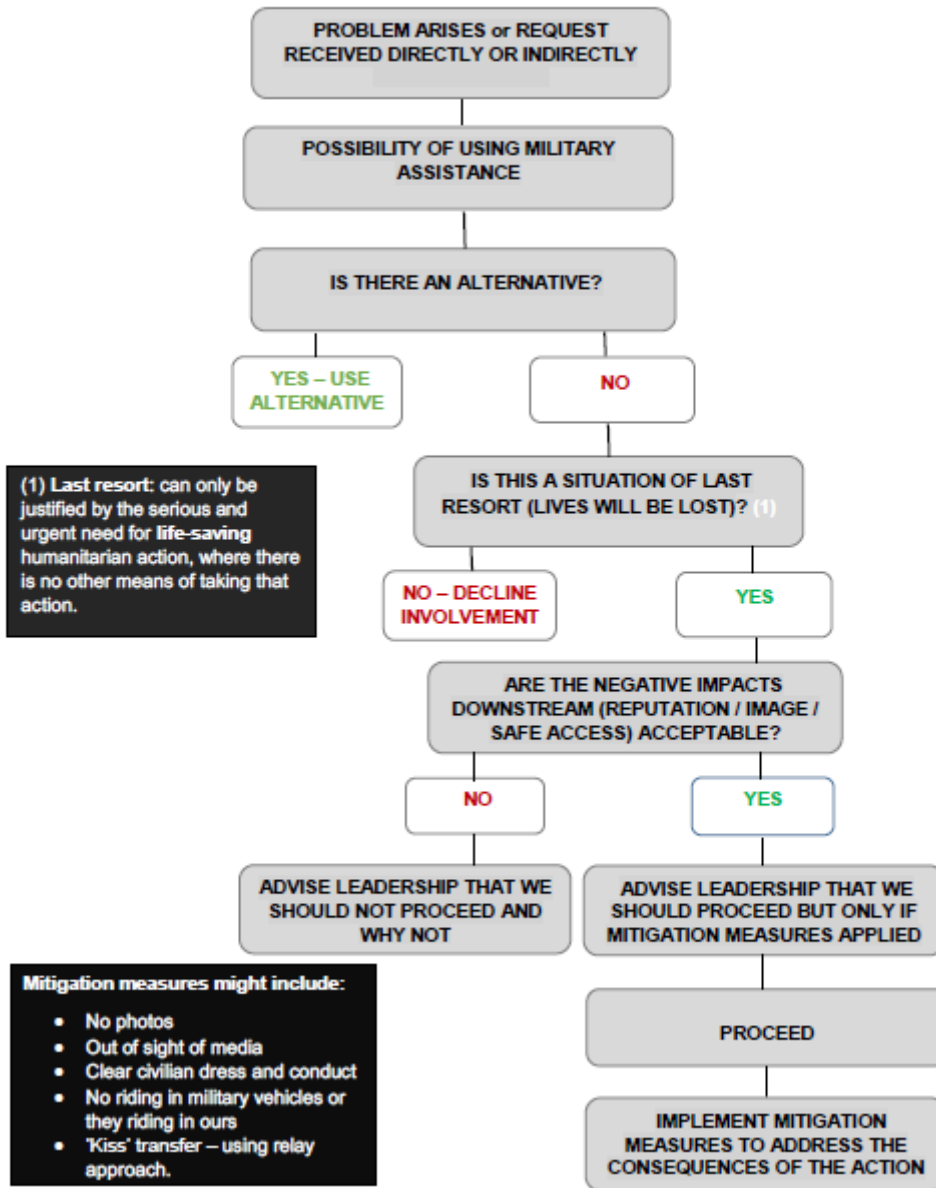 PROBLEM ARISES or REQUEST
RECEIVED DIRECTLY OR INDIRECTLY
POSSIBILITY OF USING MILITARY
ASSISTANCE
IS THERE AN ALTERNATIVE?
YES – USE
ALTERNATIVE
NO
(1) Last resort: can only be
justified by the serious and
urgent need for life-saving
humanitarian action, where there
is no other means of taking that
action.
IS THIS A SITUATION OF LAST
RESORT (LIVES WILL BE LOST)? (1)
NO – DECLINE
INVOLVEMENT
YES
ARE THE NEGATIVE IMPACTS
DOWNSTREAM (REPUTATION / IMAGE /
SAFE ACCESS) ACCEPTABLE?
NO
YES
ADVISE LEADERSHIP THAT WE
SHOULD NOT PROCEED AND
WHY NOT
ADVISE LEADERSHIP THAT WE
SHOULD PROCEED BUT ONLY IF
MITIGATION MEASURES APPLIED
Mitigation measures might include:
• No photos
• Out of sight of media
• Clear civilian dress and conduct
• No riding in military vehicles or
they riding in ours
• 'Kiss' transfer – using relay
approach.
PROCEED
IMPLEMENT MITIGATION
MEASURES TO ADDRESS THE
CONSEQUENCES OF THE ACTION